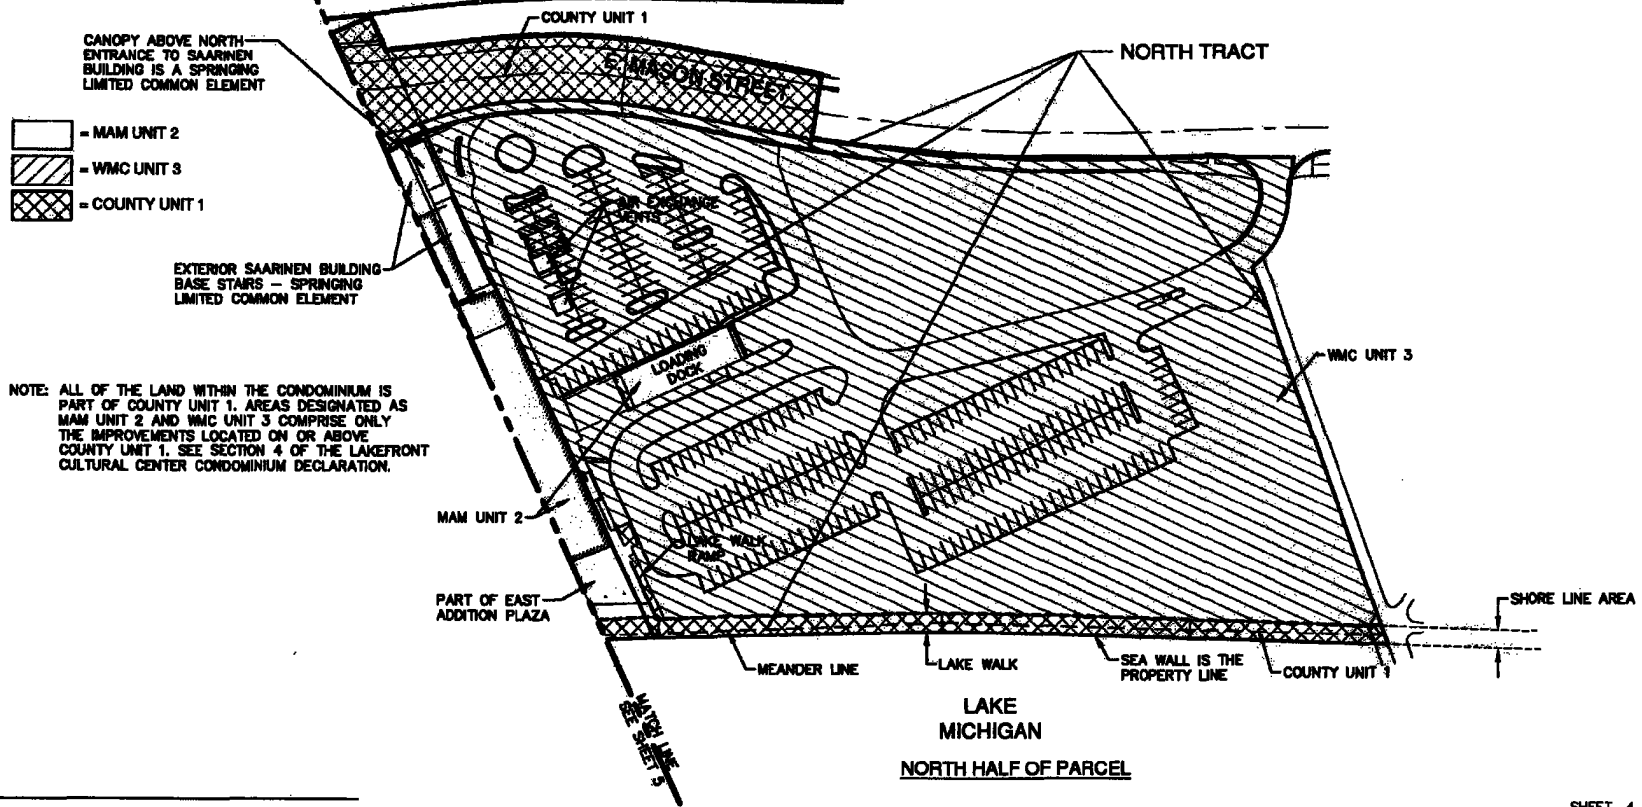 COUNTY UNIT 1
CANOPY ABOVE NORTH
ENTRANCE TO SAARINEN
BUILDING IS A SPRINGING
LIMITED COMMON ELEMENT
NORTH TRACT
E. MASON STREET
= MAM UNIT 2
= WMC UNIT 3
= COUNTY UNIT 1
AIR EXCHANGE
VENTS
EXTERIOR SAARINEN BUILDING
BASE STAIRS – SPRINGING
LIMITED COMMON ELEMENT
LOADING
DOCK
WMC UNIT 3
NOTE: ALL OF THE LAND WITHIN THE CONDOMINIUM IS
PART OF COUNTY UNIT 1. AREAS DESIGNATED AS
MAM UNIT 2 AND WMC UNIT 3 COMPRISE ONLY
THE IMPROVEMENTS LOCATED ON OR ABOVE
COUNTY UNIT 1. SEE SECTION 4 OF THE LAKEFRONT
CULTURAL CENTER CONDOMINIUM DECLARATION.
MAM UNIT 2
LAKE WALK
RAMP
PART OF EAST
ADDITION PLAZA
SHORE LINE AREA
MEANDER LINE
LAKE WALK
SEA WALL IS THE
PROPERTY LINE
COUNTY UNIT 1
MATCH LINE
SEE SHEET 5
LAKE
MICHIGAN
NORTH HALF OF PARCEL
SHEET 4